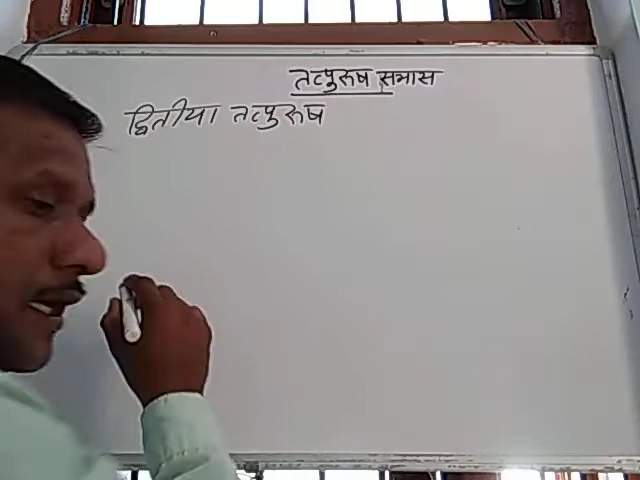 तत्पुरूष समास
द्वितीया तत्पुरूष